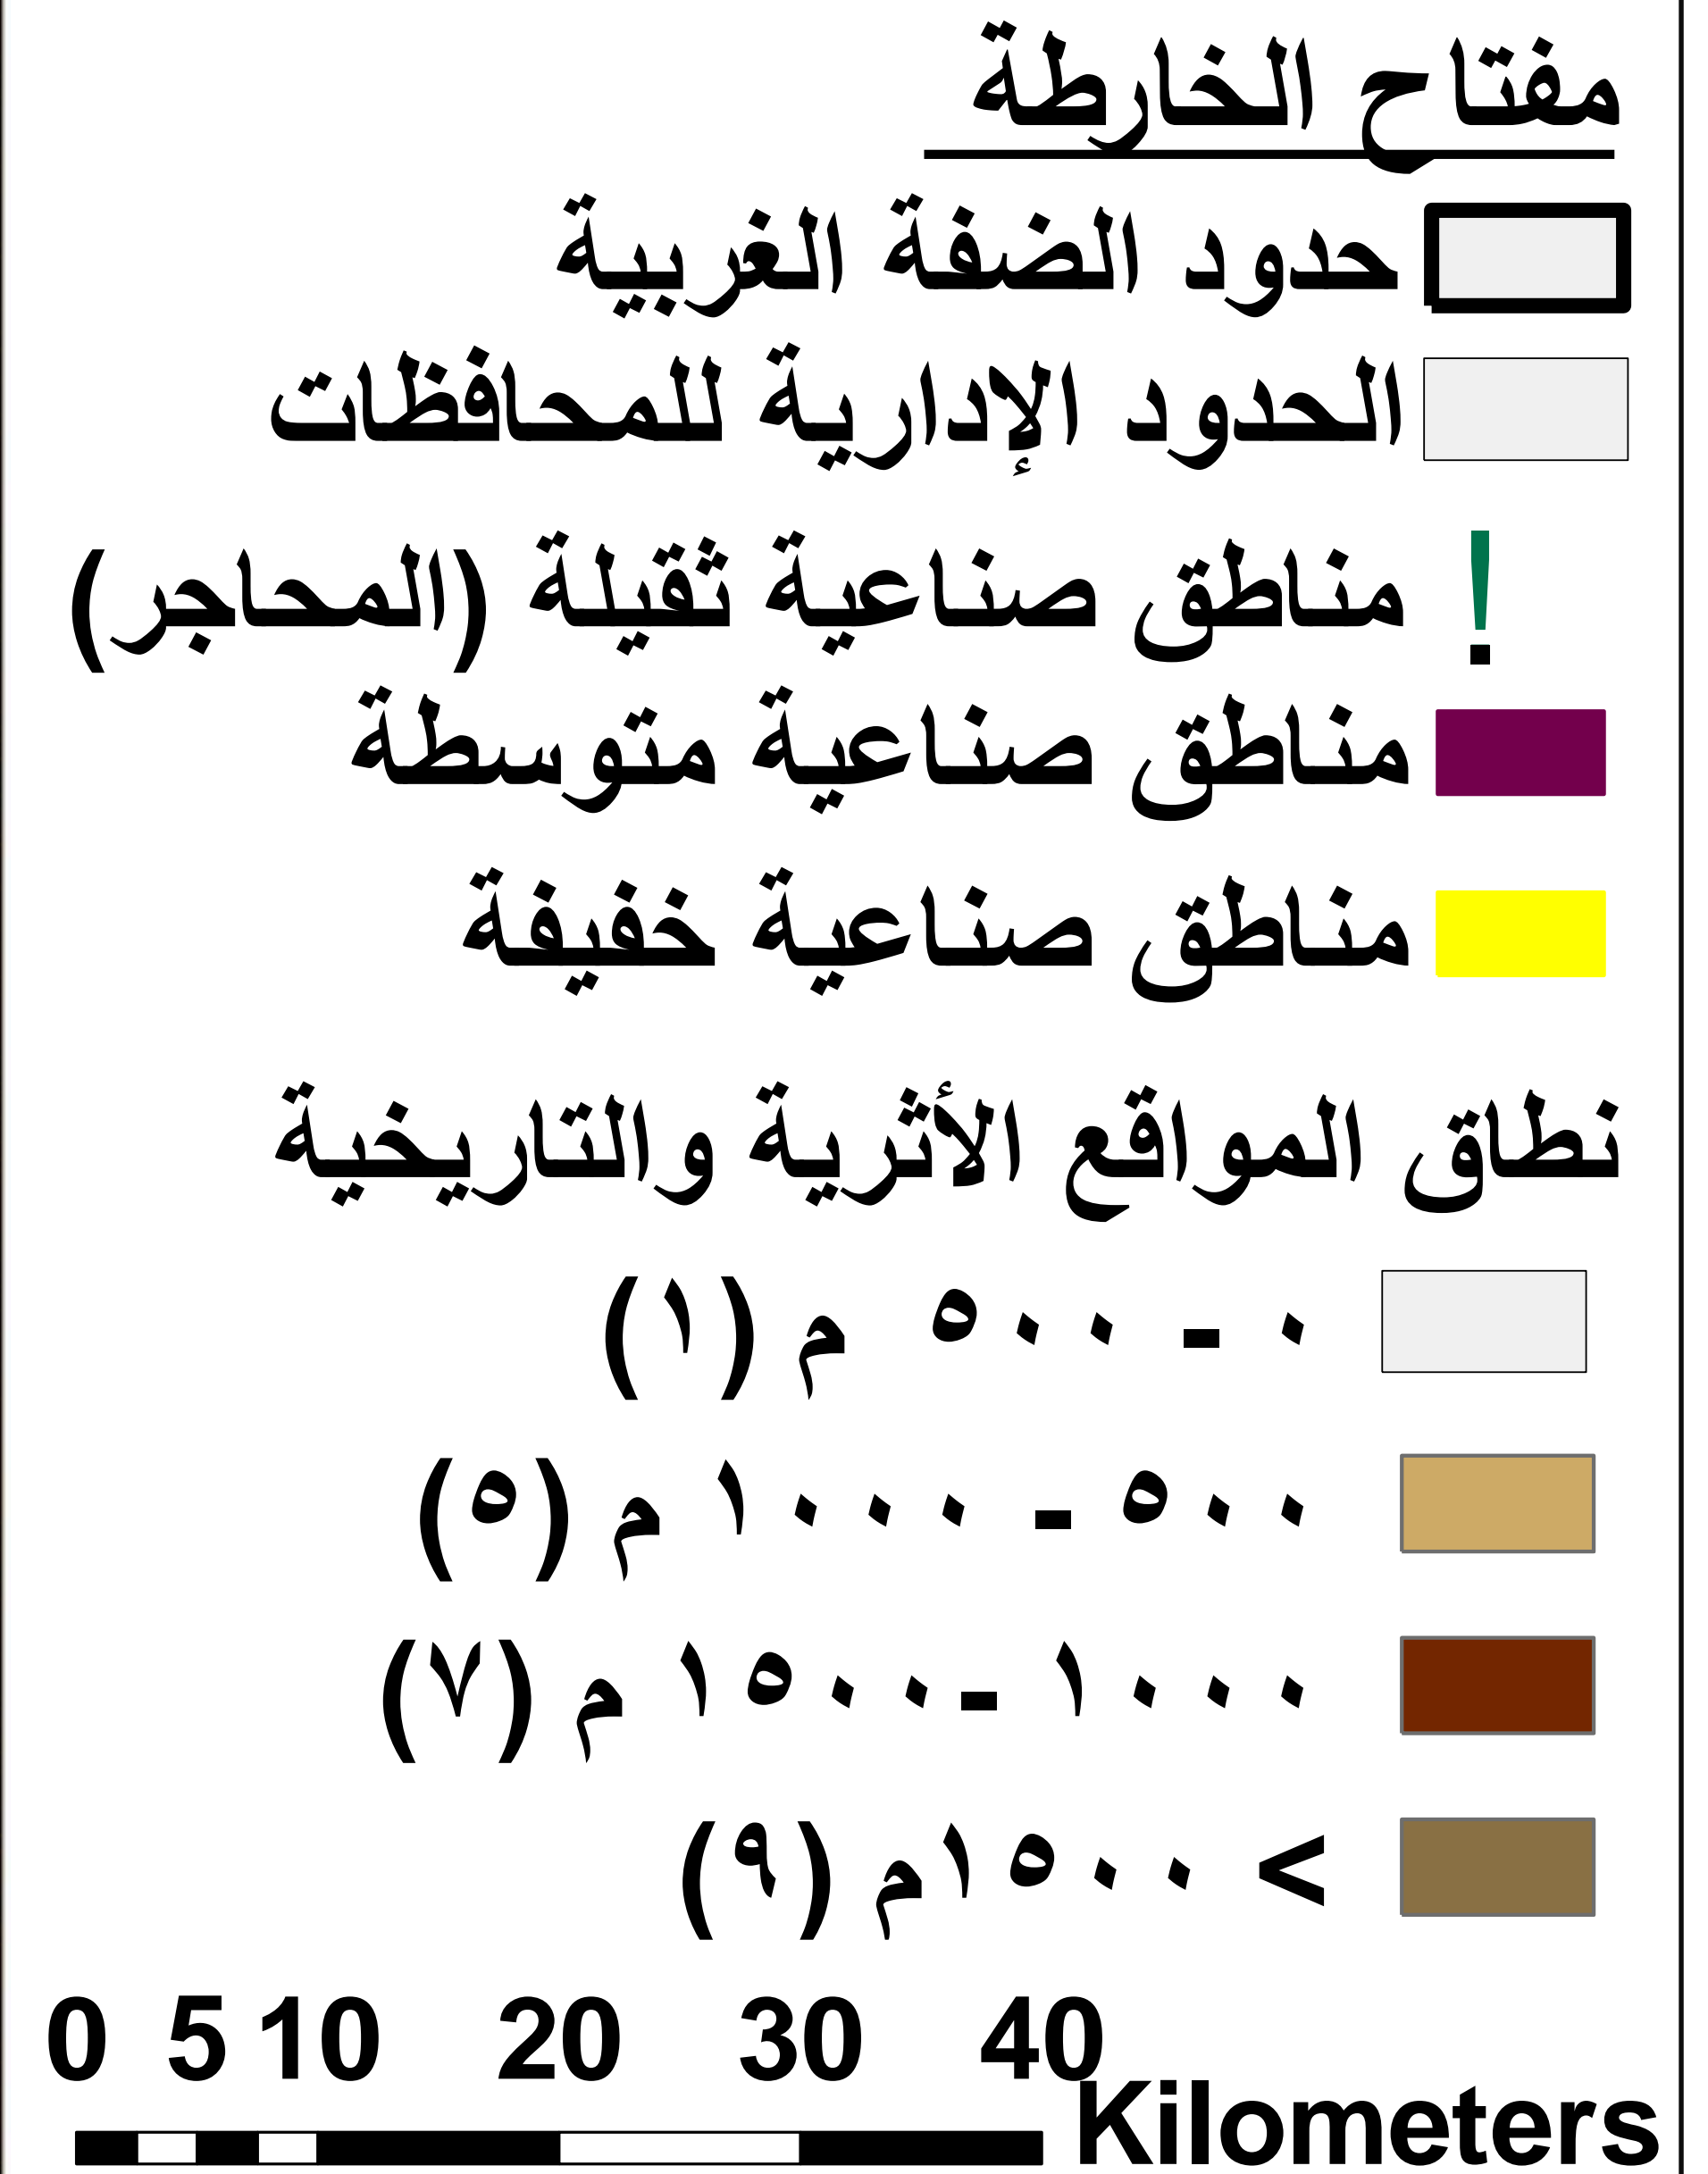 مفتاح الخارطة
حدود الضفة الغربية
الحدود الإدارية للمحافظات
! مناطق صناعية ثقيلة (المحاجر)
مناطق صناعية متوسطة
مناطق صناعية خفيفة
نطاق المواقع الأثرية والتاريخية
٠ - ٥٠٠ م (١)
٥٠٠ - ١٠٠٠ م (٥)
١٠٠٠ - ١٥٠٠ م (٧)
> ١٥٠٠م (٩)
0 5 10 20 30 40
Kilometers